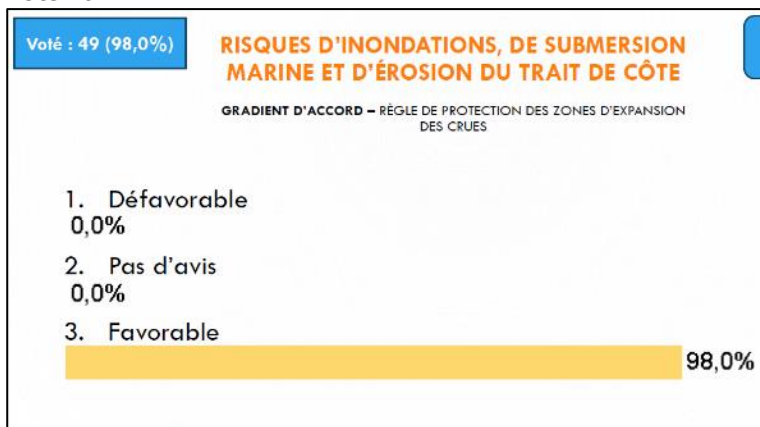 Voté : 49 (98,0%)
RISQUES D'INONDATIONS, DE SUBMERSION
MARINE ET D'ÉROSION DU TRAIT DE CÔTE
GRADIENT D'ACCORD – RÈGLE DE PROTECTION DES ZONES D'EXPANSION
DES CRUES
1. Défavorable
0,0%
2. Pas d'avis
0,0%
3. Favorable
98,0%